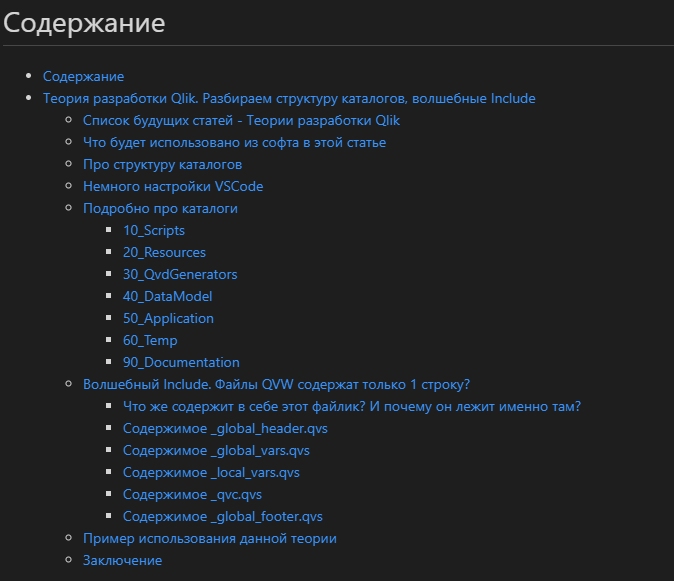 Содержание
Содержание
Теория разработки Qlik. Разбираем структуру каталогов, волшебные Include
Список будущих статей - Теории разработки Qlik
Что будет использовано из софта в этой статье
Про структуру каталогов
Немного настройки VSCode
Подробно про каталоги
10_Scripts
20_Resources
30_QvdGenerators
40_DataModel
50_Application
60_Temp
90_Documentation
Волшебный Include. Файлы QVW содержат только 1 строку?
Что же содержит в себе этот файлик? И почему он лежит именно там?
Содержимое _global_header.qvs
Содержимое _global_vars.qvs
Содержимое _local_vars.qvs
Содержимое _qvc.qvs
Содержимое _global_footer.qvs
Пример использования данной теории
Заключение